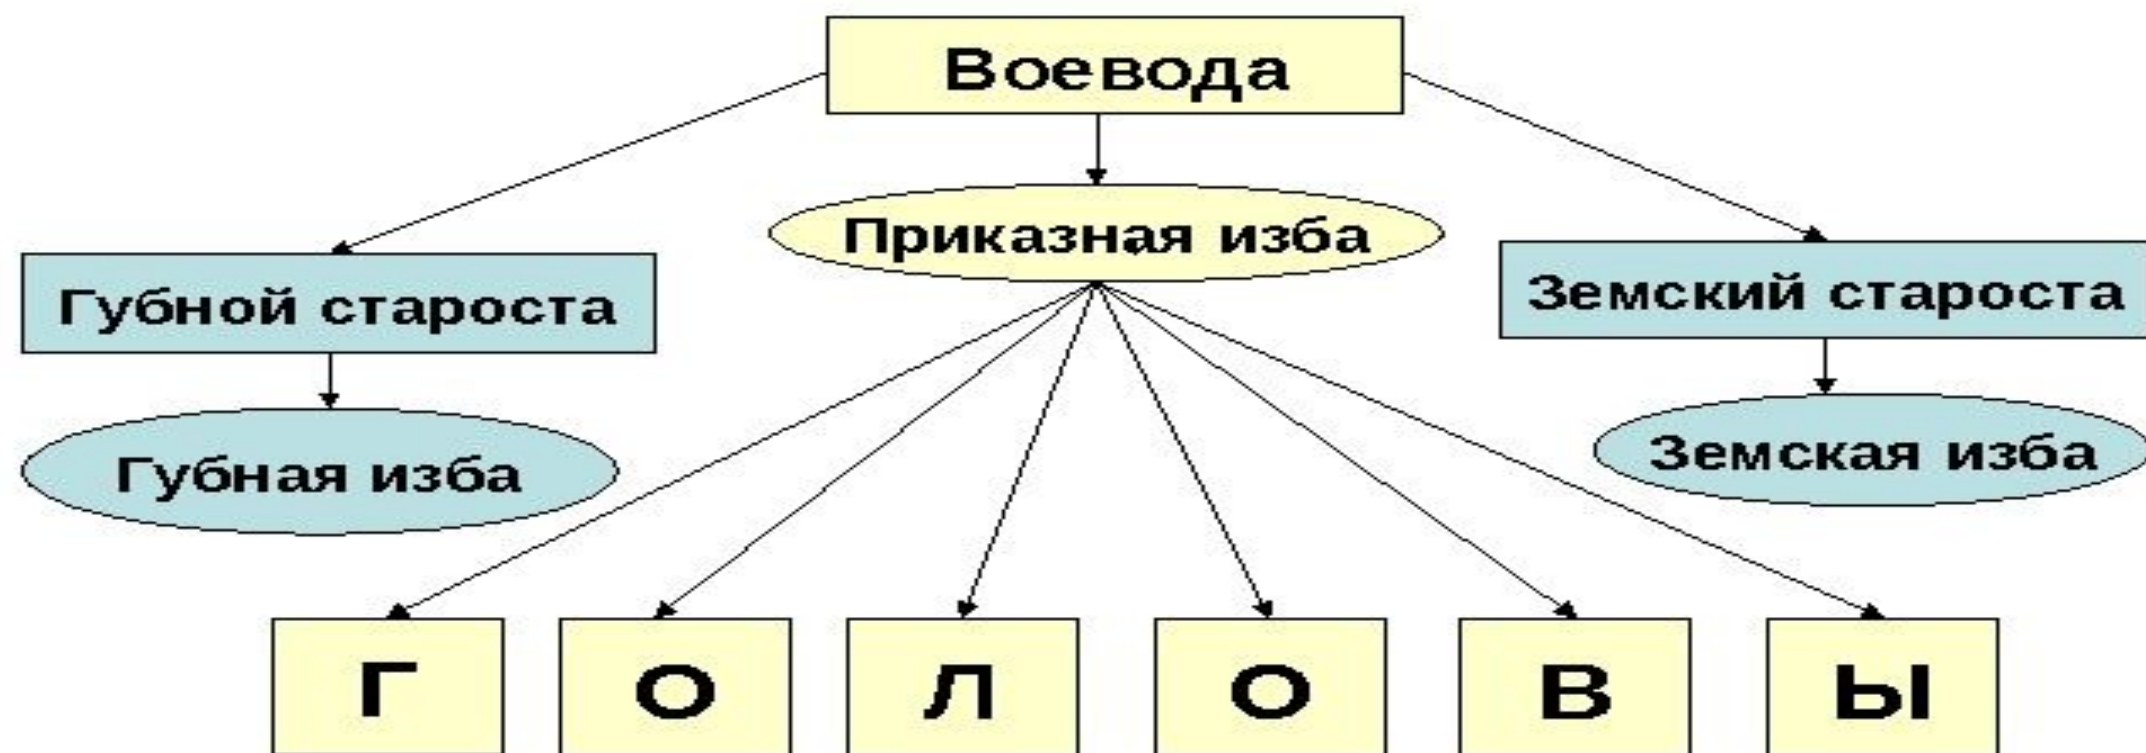 Воевода
Приказная изба
Губной староста
Земский староста
Губная изба
Земская изба
Г О Л О В Ы